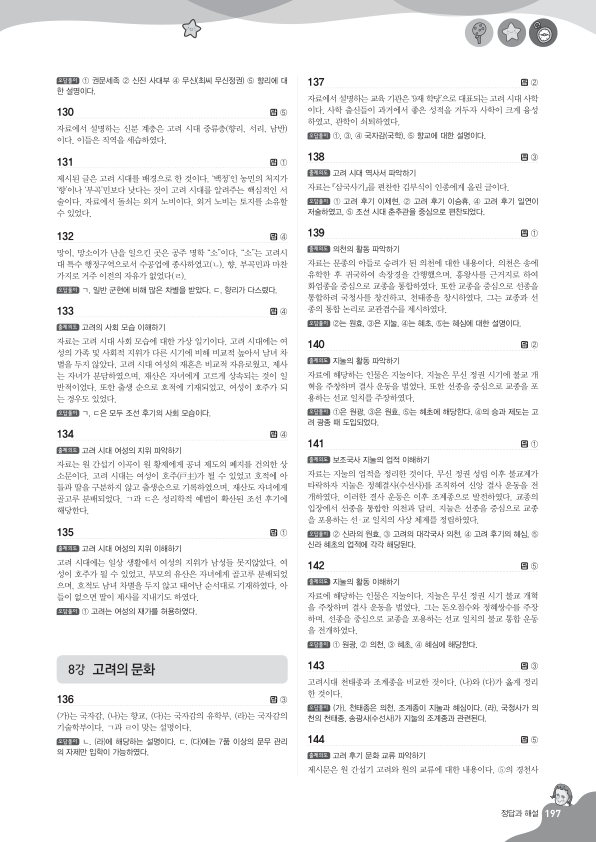 오답풀이 ① 권문세족 ② 신진 사대부 ④ 무신(최씨 무신정권) ⑤ 향리에 대
한 설명이다.
130 답 ⑤
자료에서 설명하는 신분 계층은 고려 시대 중류층(향리, 서리, 남반)
이다. 이들은 직역을 세습하였다.
131 답 ①
제시된 글은 고려 시대를 배경으로 한 것이다. ‘백정’인 농민의 처지가
‘향’이나 ‘부곡’민보다 낫다는 것이 고려 시대를 알려주는 핵심적인 서
술이다. 자료에서 돌쇠는 외거 노비이다. 외거 노비는 토지를 소유할
수 있었다.
132 답 ④
망이, 망소이가 난을 일으킨 곳은 공주 명학 “소”이다. “소”는 고려시
대 특수 행정구역으로서 수공업에 종사하였고(ㄴ), 향, 부곡민과 마찬
가지로 거주 이전의 자유가 없었다(ㄹ).
오답풀이 ㄱ. 일반 군현에 비해 많은 차별을 받았다. ㄷ. 향리가 다스렸다.
133 답 ④
출제의도 고려의 사회 모습 이해하기
자료는 고려 시대 사회 모습에 대한 가상 일기이다. 고려 시대에는 여
성의 가족 및 사회적 지위가 다른 시기에 비해 비교적 높아서 남녀 차
별을 두지 않았다. 고려 시대 여성의 재혼은 비교적 자유로웠고, 제사
는 자녀가 분담하였으며, 재산은 자녀에게 고르게 상속되는 것이 일
반적이었다. 또한 출생 순으로 호적에 기재되었고, 여성이 호주가 되
는 경우도 있었다.
오답풀이 ㄱ, ㄷ은 모두 조선 후기의 사회 모습이다.
134 답 ④
출제의도 고려 시대 여성의 지위 파악하기
자료는 원 간섭기 이곡이 원 황제에게 공녀 제도의 폐지를 건의한 상
소문이다. 고려 시대는 여성이 호주(戶主)가 될 수 있었고 호적에 아
들과 딸을 구분하지 않고 출생순으로 기록하였으며, 재산도 자녀에게
골고루 분배되었다. ㄱ과 ㄷ은 성리학적 예법이 확산된 조선 후기에
해당한다.
135 답 ①
출제의도 고려 시대 여성의 지위 이해하기
고려 시대에는 일상 생활에서 여성의 지위가 남성들 못지않았다. 여
성이 호주가 될 수 있었고, 부모의 유산은 자녀에게 골고루 분배되었
으며, 호적도 남녀 차별을 두지 않고 태어난 순서대로 기재하였다. 아
들이 없으면 딸이 제사를 지내기도 하였다.
오답풀이 ① 고려는 여성의 재가를 허용하였다.
8강 고려의 문화
136 답 ③
(가)는 국자감, (나)는 향교, (다)는 국자감의 유학부, (라)는 국자감의
기술학부이다. ㄱ과 ㄹ이 맞는 설명이다.
오답풀이 ㄴ. (라)에 해당하는 설명이다. ㄷ. (다)에는 7품 이상의 문무 관리
의 자제만 입학이 가능하였다.
137 답 ②
자료에서 설명하는 교육 기관은 ‘9재 학당’으로 대표되는 고려 시대 사학
이다. 사학 출신들이 과거에서 좋은 성적을 거두자 사학이 크게 융성
하였고, 관학이 쇠퇴하였다.
오답풀이 ①, ③, ④ 국자감(국학), ⑤ 향교에 대한 설명이다.
138 답 ③
출제의도 고려 시대 역사서 파악하기
자료는 『삼국사기』를 편찬한 김부식이 인종에게 올린 글이다.
오답풀이 ① 고려 후기 이제현, ② 고려 후기 이승휴, ④ 고려 후기 일연이
저술하였고, ⑤ 조선 시대 춘추관을 중심으로 편찬되었다.
139 답 ①
출제의도 의천의 활동 파악하기
자료는 문종의 아들로 승려가 된 의천에 대한 내용이다. 의천은 송에
유학한 후 귀국하여 속장경을 간행했으며, 흥왕사를 근거지로 하여
화엄종을 중심으로 교종을 통합하였다. 또한 교종을 중심으로 선종을
통합하려 국청사를 창건하고, 천태종을 창시하였다. 그는 교종과 선
종의 통합 논리로 교관겸수를 제시하였다.
오답풀이 ②는 원효, ③은 지눌, ④는 혜초, ⑤는 혜심에 대한 설명이다.
140 답 ②
출제의도 지눌의 활동 파악하기
자료에 해당하는 인물은 지눌이다. 지눌은 무신 정권 시기에 불교 개
혁을 주장하며 결사 운동을 벌였다. 또한 선종을 중심으로 교종을 포
용하는 선교 일치를 주장하였다.
오답풀이 ①은 원광, ③은 원효, ⑤는 혜초에 해당한다. ④의 승과 제도는 고
려 광종 때 도입되었다.
141 답 ①
출제의도 보조국사 지눌의 업적 이해하기
자료는 지눌의 업적을 정리한 것이다. 무신 정권 성립 이후 불교계가
타락하자 지눌은 정혜결사(수선사)를 조직하여 신앙 결사 운동을 전
개하였다. 이러한 결사 운동은 이후 조계종으로 발전하였다. 교종의
입장에서 선종을 통합한 의천과 달리, 지눌은 선종을 중심으로 교종
을 포용하는 선·교 일치의 사상 체계를 정립하였다.
오답풀이 ② 신라의 원효, ③ 고려의 대각국사 의천, ④ 고려 후기의 혜심, ⑤
신라 혜초의 업적에 각각 해당된다.
142 답 ⑤
출제의도 지눌의 활동 이해하기
자료에 해당하는 인물은 지눌이다. 지눌은 무신 정권 시기 불교 개혁
을 주장하며 결사 운동을 벌였다. 그는 돈오점수와 정혜쌍수를 주장
하며, 선종을 중심으로 교종을 포용하는 선교 일치의 불교 통합 운동
을 전개하였다.
오답풀이 ① 원광, ② 의천, ③ 혜초, ④ 혜심에 해당한다.
143 답 ③
고려시대 천태종과 조계종을 비교한 것이다. (나)와 (다)가 옳게 정리
한 것이다.
오답풀이 (가). 천태종은 의천, 조계종이 지눌과 혜심이다. (라). 국청사가 의
천의 천태종, 송광사(수선사)가 지눌의 조계종과 관련된다.
144 답 ⑤
출제의도 고려 후기 문화 교류 파악하기
제시문은 원 간섭기 고려와 원의 교류에 대한 내용이다. ⑤의 경천사
정답과 해설 197